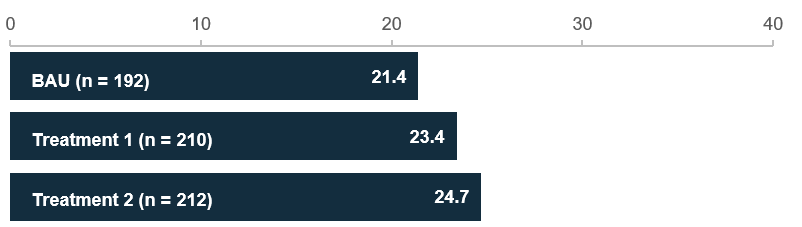 0 10 20 30 40
BAU (n = 192) 21.4
Treatment 1 (n = 210) 23.4
Treatment 2 (n = 212) 24.7